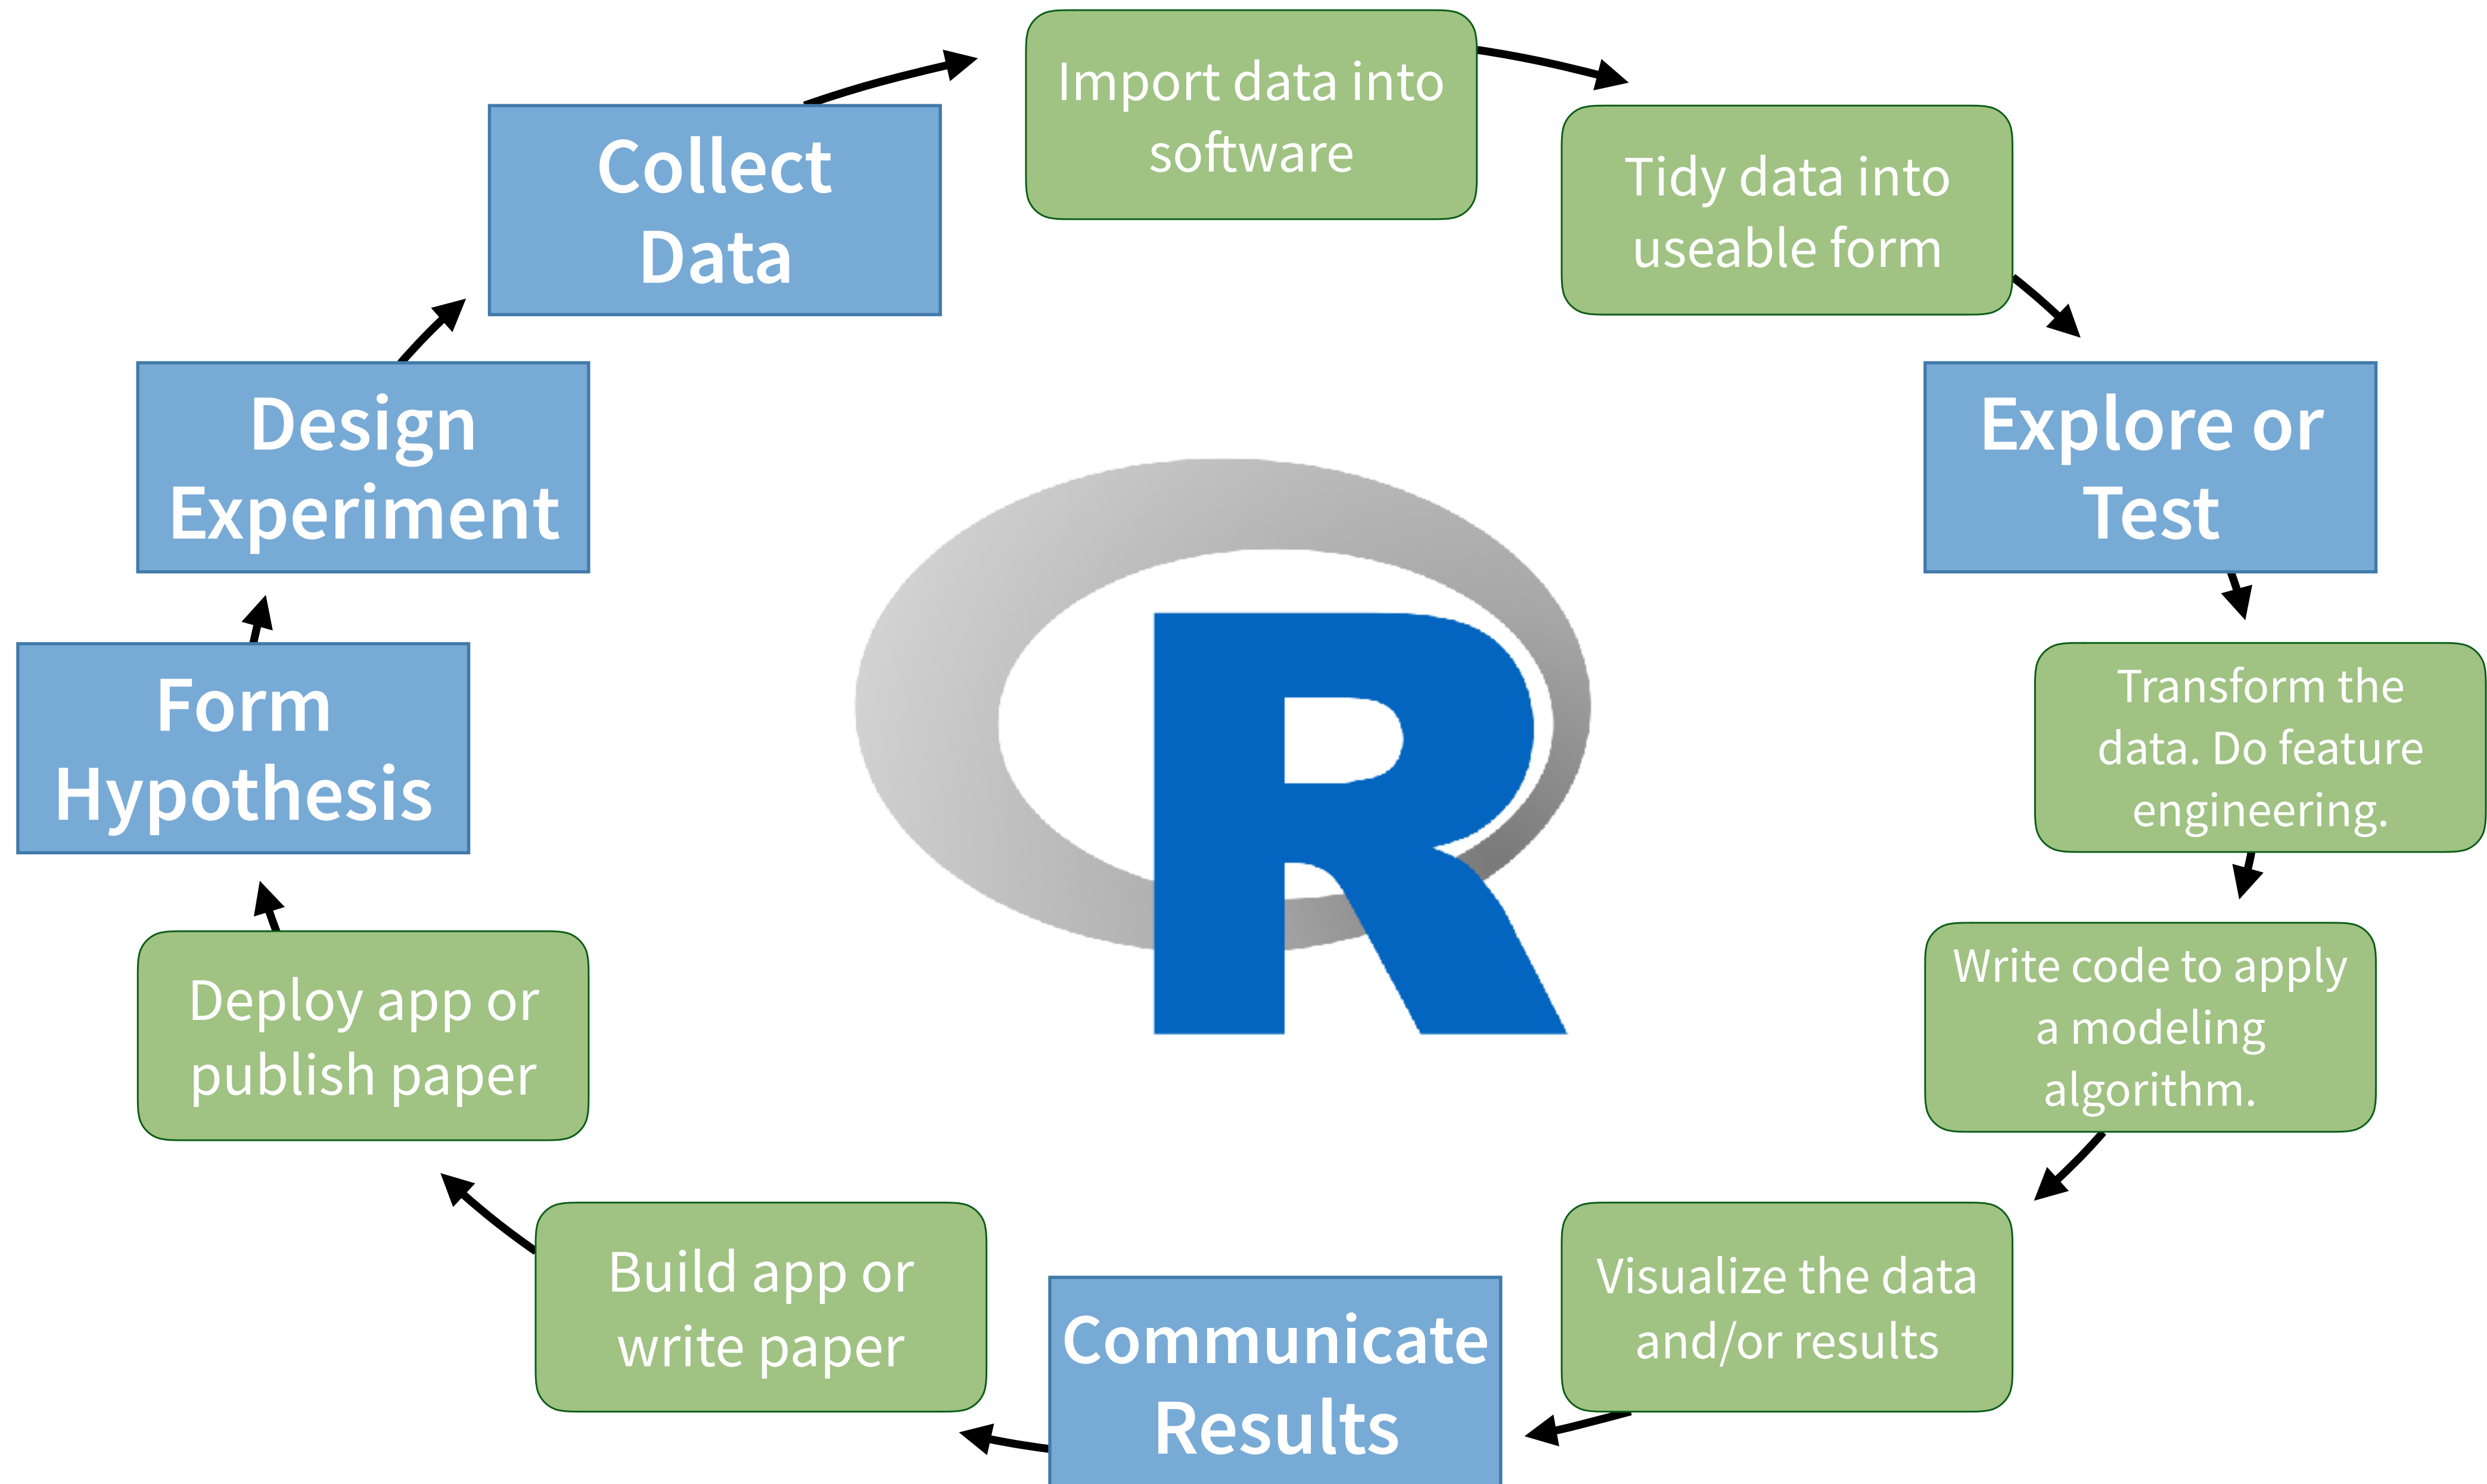 Import data into
software
Collect
Data
Tidy data into
useable form
Design
Experiment
Explore or
Test
R
Form
Hypothesis
Transform the
data. Do feature
engineering.
Deploy app or
publish paper
Write code to apply
a modeling
algorithm.
Build app or
write paper
Visualize the data
and/or results
Communicate
Results